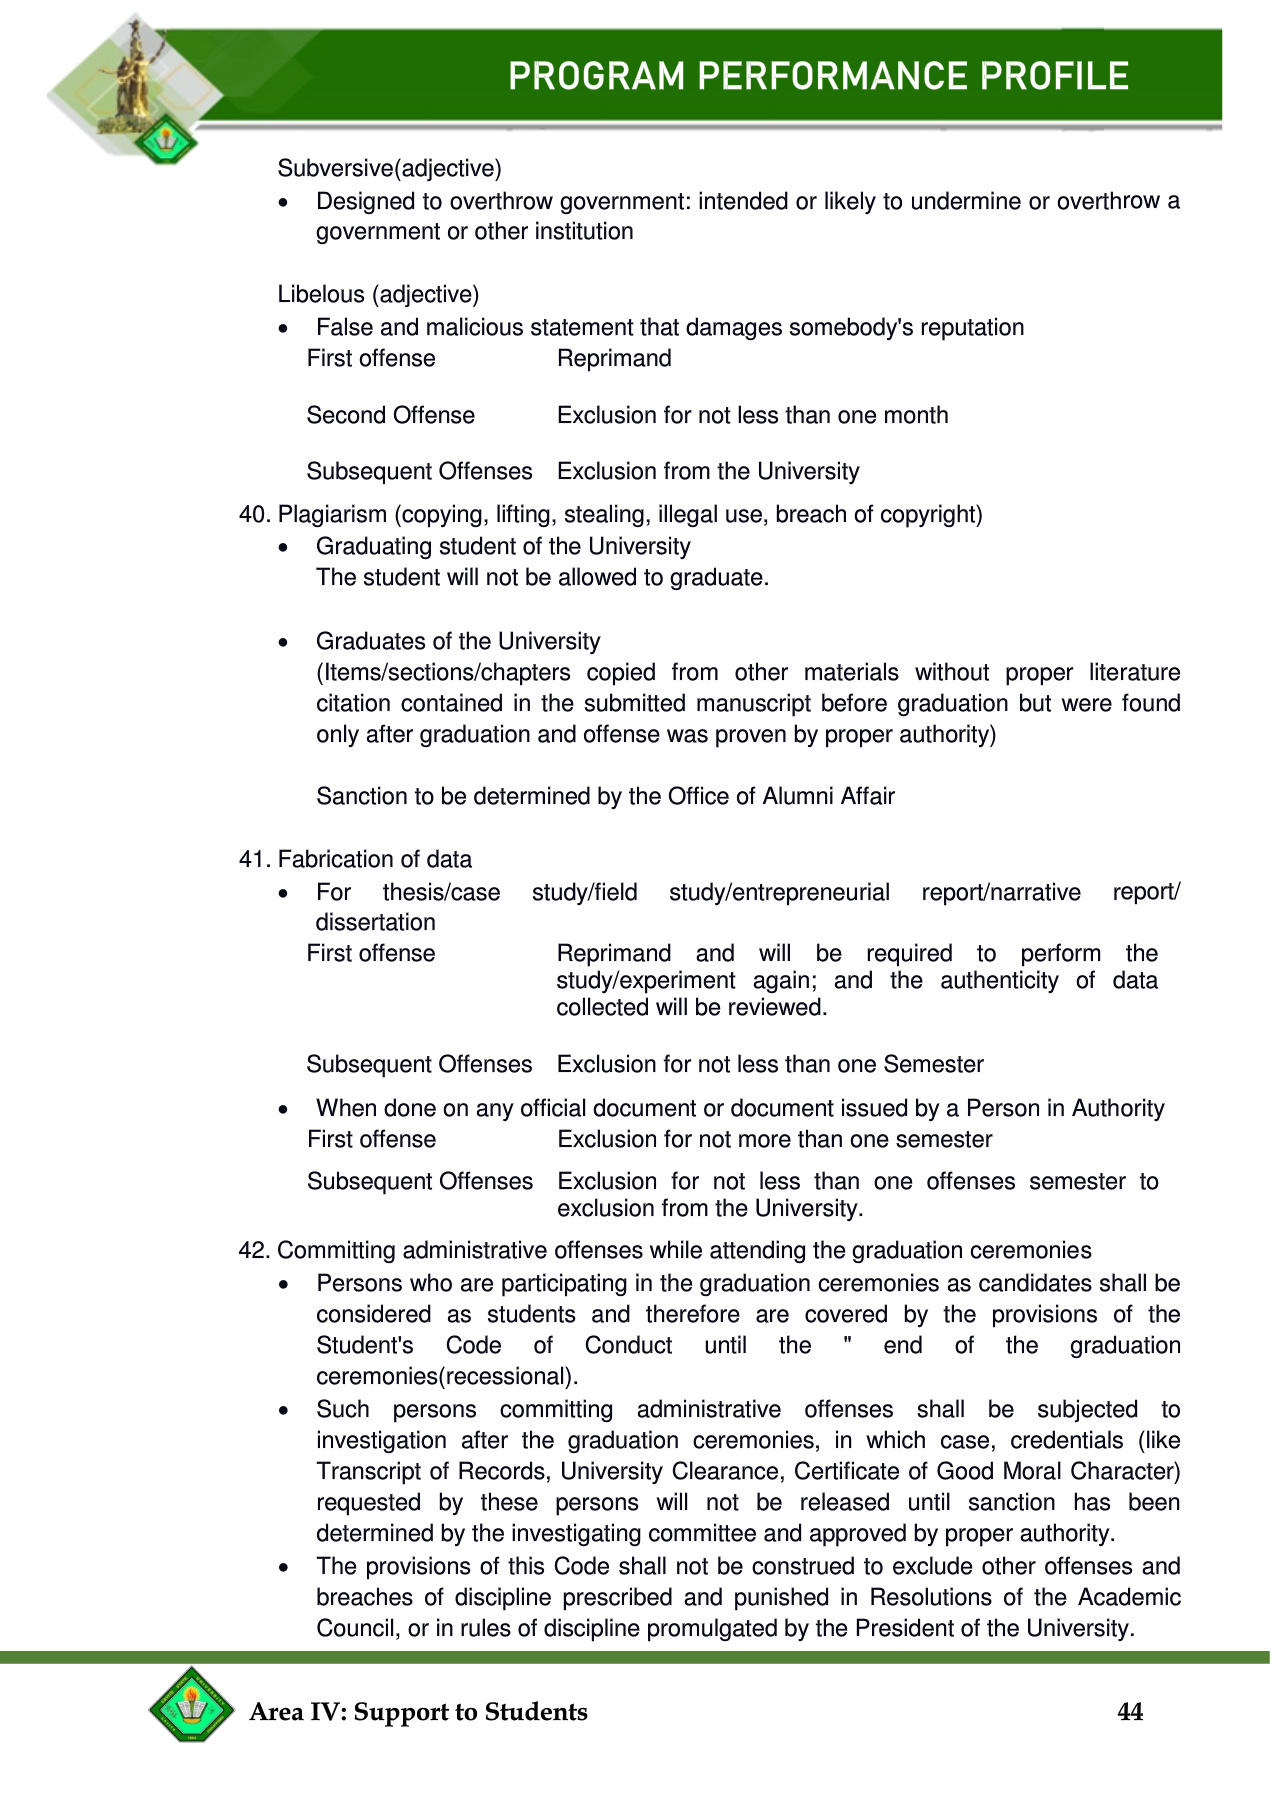 PROGRAM PERFORMANCE PROFILE
Subversive(adjective)
• Designed to overthrow government: intended or likely to undermine or overthrow a
government or other institution
Libelous (adjective)
• False and malicious statement that damages somebody's reputation
First offense Reprimand
Second Offense Exclusion for not less than one month
Subsequent Offenses Exclusion from the University
40. Plagiarism (copying, lifting, stealing, illegal use, breach of copyright)
• Graduating student of the University
The student will not be allowed to graduate.
• Graduates of the University
(Items/sections/chapters copied from other materials without proper literature
citation contained in the submitted manuscript before graduation but were found
only after graduation and offense was proven by proper authority)
Sanction to be determined by the Office of Alumni Affair
41. Fabrication of data
• For thesis/case study/field study/entrepreneurial report/narrative report/
dissertation
First offense Reprimand and will be required to perform the
study/experiment again; and the authenticity of data
collected will be reviewed.
Subsequent Offenses Exclusion for not less than one Semester
• When done on any official document or document issued by a Person in Authority
First offense Exclusion for not more than one semester
Subsequent Offenses Exclusion for not less than one offenses semester to
exclusion from the University.
42. Committing administrative offenses while attending the graduation ceremonies
• Persons who are participating in the graduation ceremonies as candidates shall be
considered as students and therefore are covered by the provisions of the
Student's Code of Conduct until the " end of the graduation
ceremonies(recessional).
• Such persons committing administrative offenses shall be subjected to
investigation after the graduation ceremonies, in which case, credentials (like
Transcript of Records, University Clearance, Certificate of Good Moral Character)
requested by these persons will not be released until sanction has been
determined by the investigating committee and approved by proper authority.
• The provisions of this Code shall not be construed to exclude other offenses and
breaches of discipline prescribed and punished in Resolutions of the Academic
Council, or in rules of discipline promulgated by the President of the University.
Area IV: Support to Students 44